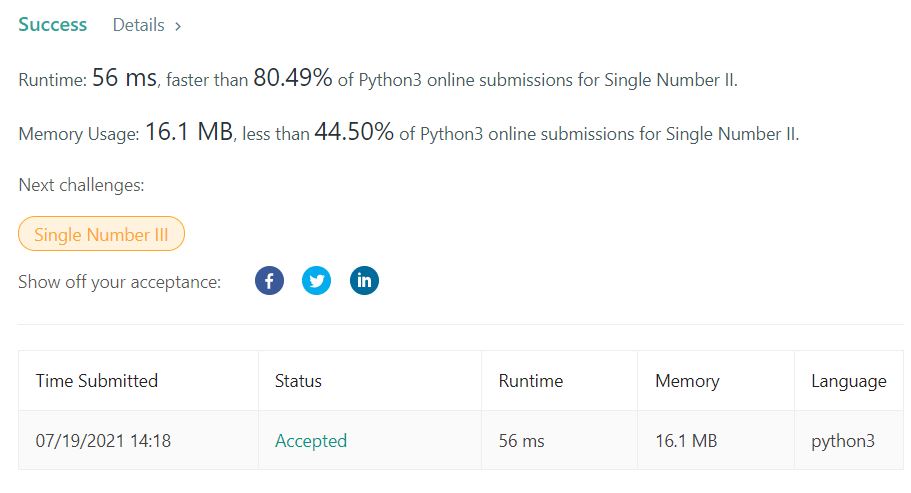 Success Details >
Runtime: 56 ms, faster than 80.49% of Python3 online submissions for Single Number II.
Memory Usage: 16.1 MB, less than 44.50% of Python3 online submissions for Single Number II.
Next challenges:
Single Number III
Show off your acceptance: f in
Time Submitted Status Runtime Memory Language
07/19/2021 14:18 Accepted 56 ms 16.1 MB python3